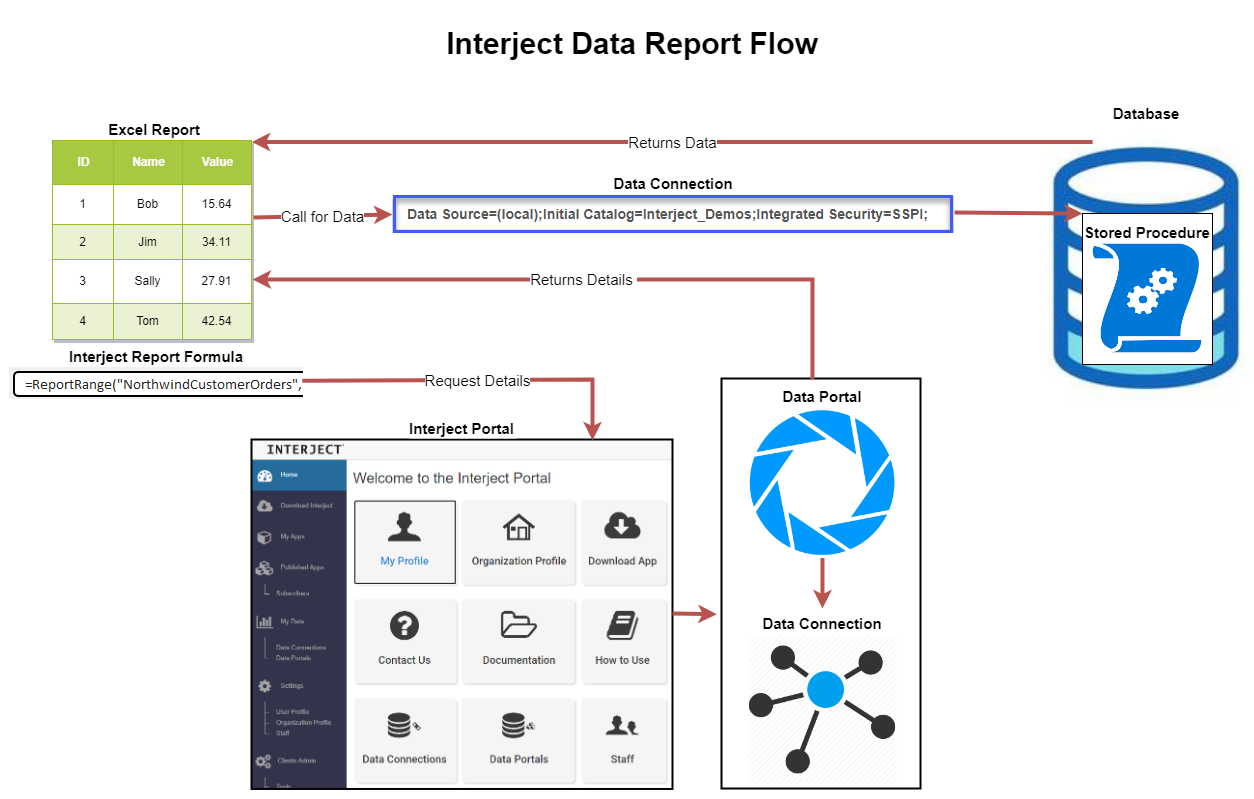 Interject Data Report Flow
Database
Excel Report
Returns Data
ID Name Value
1 Bob 15.64
2 Jim 34.11
3 Sally 27.91
4 Tom 42.54
Data Connection
Call for Data
Data Source=(local);Initial Catalog=Interject_Demos;Integrated Security=SSPI;
Stored Procedure
Returns Details
Interject Report Formula
=ReportRange("NorthwindCustomerOrders",
Request Details
Data Portal
Interject Portal
INTERJECT
Home
Download Interject
My Apps
Published Apps
Subscribers
My Data
Data Connections
Data Portals
Settings
User Profile
Organization Profile
Staff
Clients Admin
Tools
Welcome to the Interject Portal
My Profile
Organization Profile
Download App
Contact Us
Documentation
How to Use
Data Connections
Data Portals
Staff
Data Connection